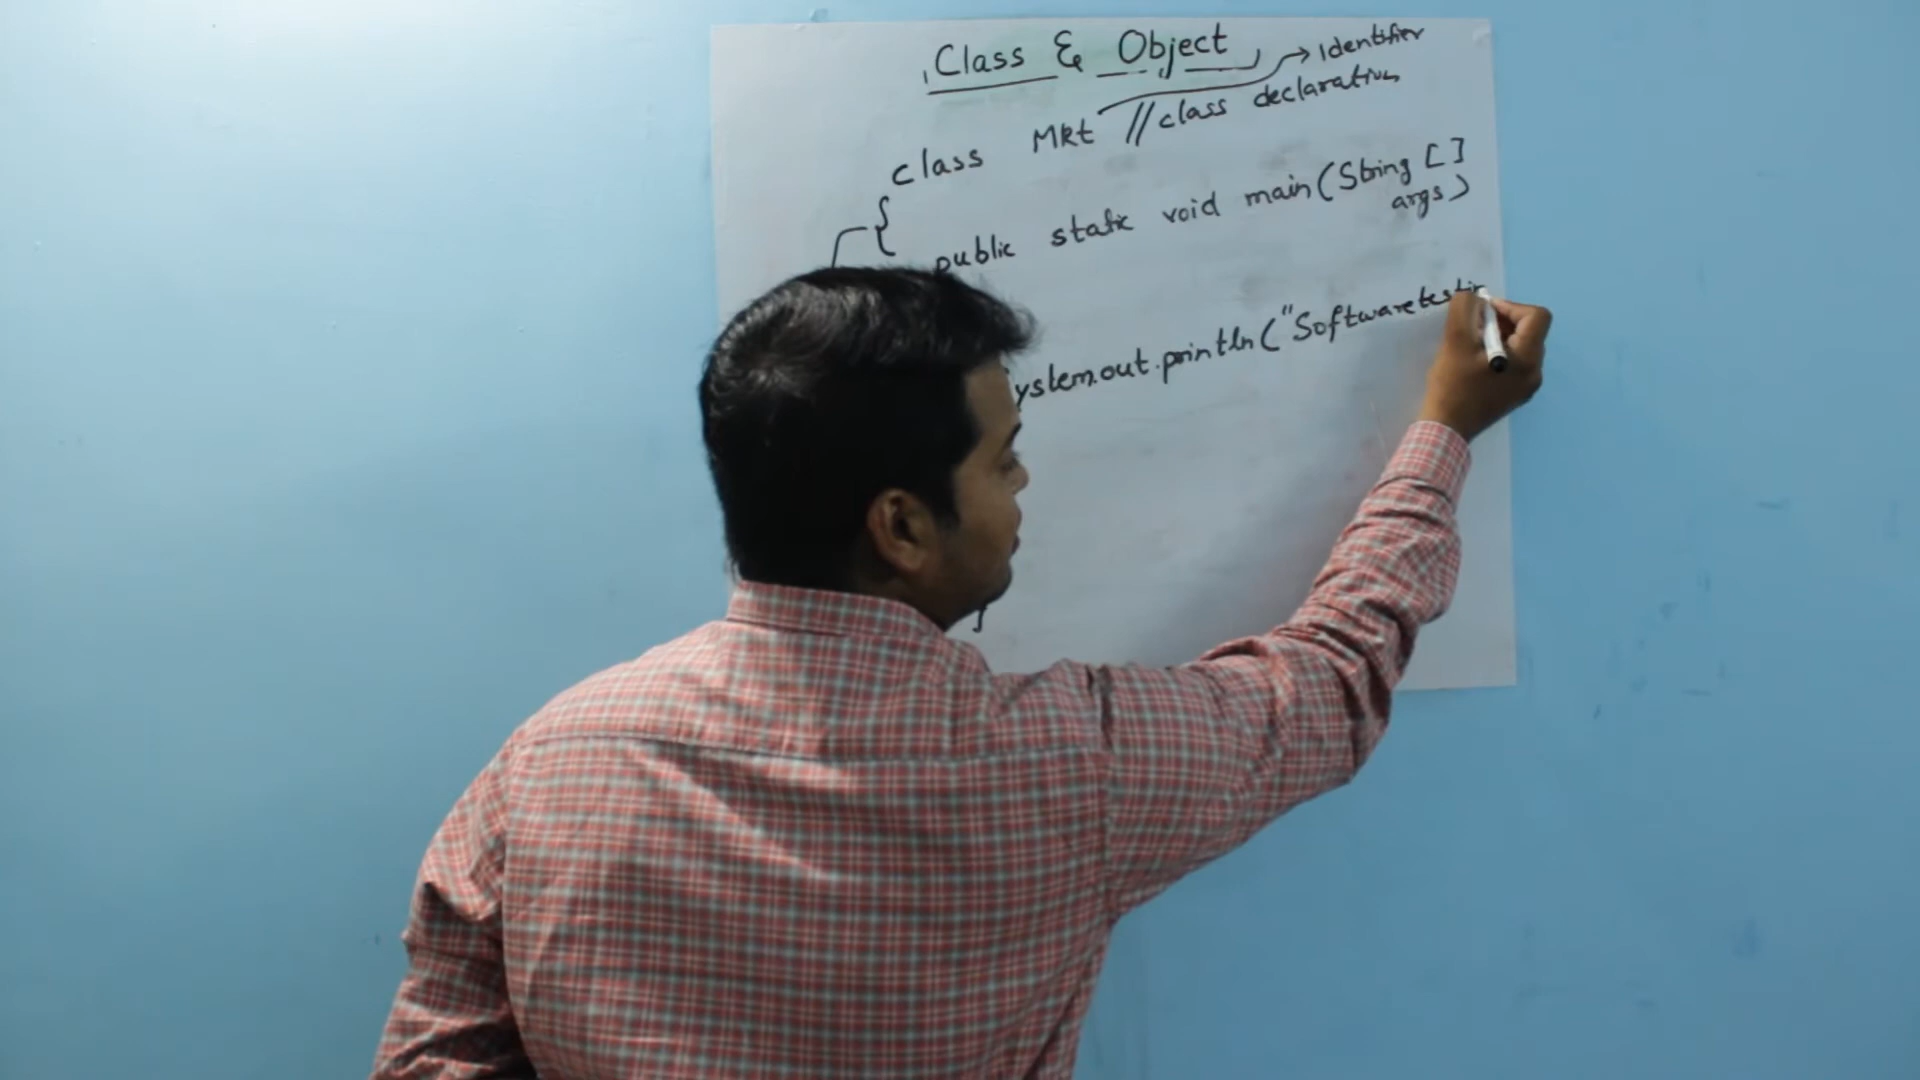 Class & Object
→ Identifier
class Mkt // class declaration
{
public static void main(String []
args)
ystem.out.println("Softwaretestin
}